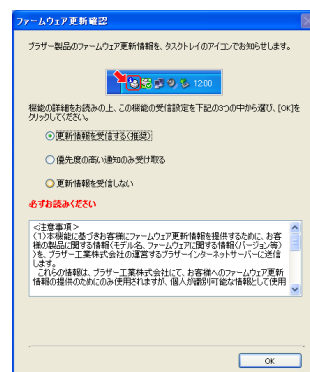 ファームウェア更新確認
ブラザー製品のファームウェア更新情報を、タスクトレイのアイコンでお知らせします。
12:00
機能の詳細をお読みの上、この機能の受信設定を下記の3つの中から選び、[OK]を
クリックしてください。
更新情報を受信する(推奨)
優先度の高い通知のみ受け取る
更新情報を受信しない
必ずお読みください
<注意事項>
(1)本機能に基づきお客様にファームウェア更新情報を提供するために、お客
様の製品に関する情報(モデル名、ファームウェアに関する情報(バージョン等)
)を、ブラザー工業株式会社の運営するブラザーインターネットサーバーに送信
します。
これらの情報は、ブラザー工業株式会社にて、お客様へのファームウェア更新
情報の提供のためにのみ使用されますが、個人が識別可能な情報として使用
OK